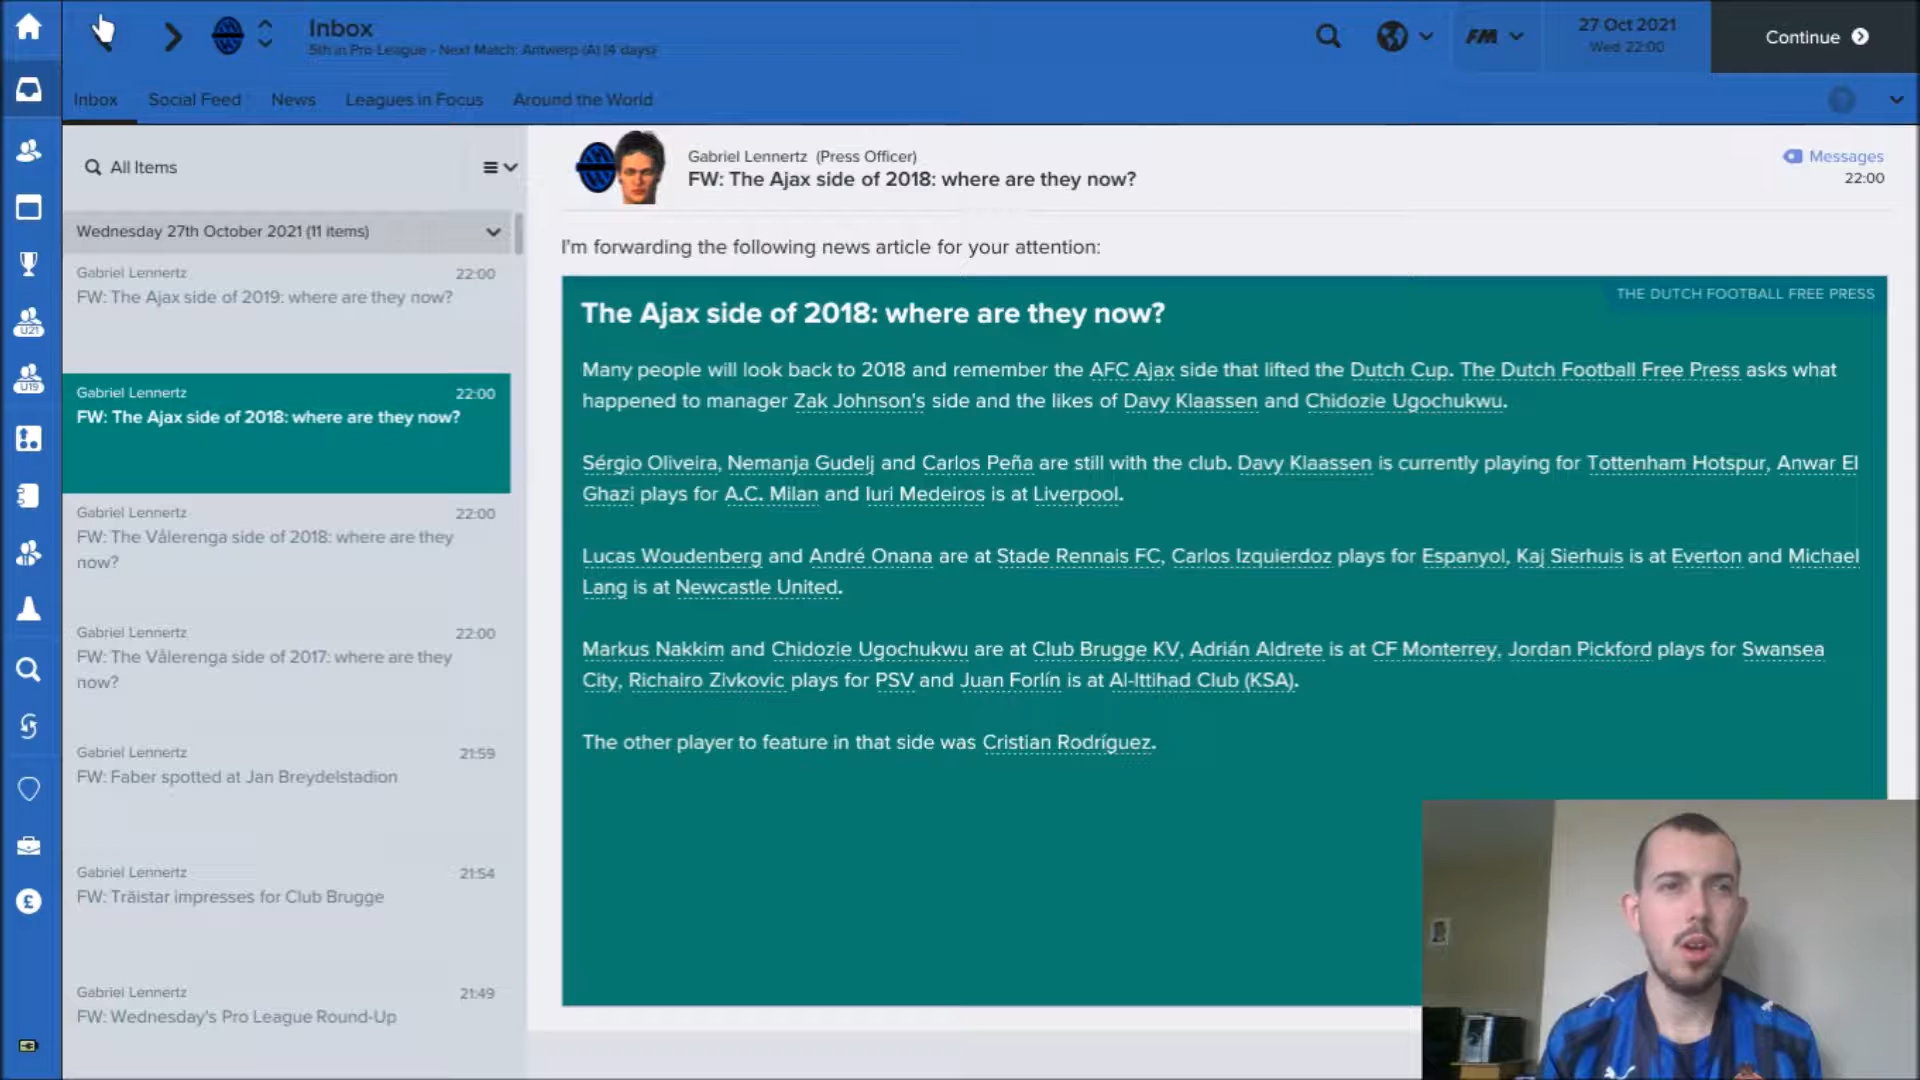 Inbox
5th in Pro League - Next Match: Antwerp (A) (4 days)
FM
27 Oct 2021
Wed 22:00
Continue
Inbox
Social Feed
News
Leagues in Focus
Around the World
All Items
Wednesday 27th October 2021 (11 items)
Gabriel Lennertz 22:00
FW: The Ajax side of 2019: where are they now?
Gabriel Lennertz 22:00
FW: The Ajax side of 2018: where are they now?
Gabriel Lennertz 22:00
FW: The Vålerenga side of 2018: where are they
now?
Gabriel Lennertz 22:00
FW: The Vålerenga side of 2017: where are they
now?
Gabriel Lennertz 21:59
FW: Faber spotted at Jan Breydelstadion
Gabriel Lennertz 21:54
FW: Trăistar impresses for Club Brugge
Gabriel Lennertz 21:49
FW: Wednesday's Pro League Round-Up
U21
U19
£
Gabriel Lennertz (Press Officer)
FW: The Ajax side of 2018: where are they now?
Messages
22:00
I'm forwarding the following news article for your attention:
THE DUTCH FOOTBALL FREE PRESS
The Ajax side of 2018: where are they now?
Many people will look back to 2018 and remember the AFC Ajax side that lifted the Dutch Cup. The Dutch Football Free Press asks what
happened to manager Zak Johnson's side and the likes of Davy Klaassen and Chidozie Ugochukwu.
Sérgio Oliveira, Nemanja Gudelj and Carlos Peña are still with the club. Davy Klaassen is currently playing for Tottenham Hotspur, Anwar El
Ghazi plays for A.C. Milan and Iuri Medeiros is at Liverpool.
Lucas Woudenberg and André Onana are at Stade Rennais FC, Carlos Izquierdoz plays for Espanyol, Kaj Sierhuis is at Everton and Michael
Lang is at Newcastle United.
Markus Nakkim and Chidozie Ugochukwu are at Club Brugge KV, Adrián Aldrete is at CF Monterrey, Jordan Pickford plays for Swansea
City, Richairo Zivkovic plays for PSV and Juan Forlín is at Al-Ittihad Club (KSA).
The other player to feature in that side was Cristian Rodríguez.